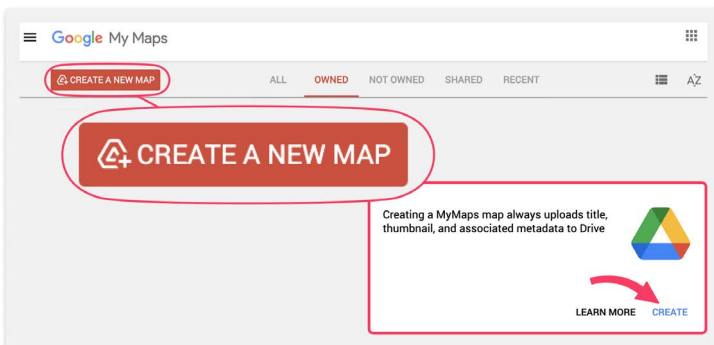 Google My Maps
CREATE A NEW MAP
ALL OWNED NOT OWNED SHARED RECENT
AZ
CREATE A NEW MAP
Creating a MyMaps map always uploads title,
thumbnail, and associated metadata to Drive
LEARN MORE CREATE